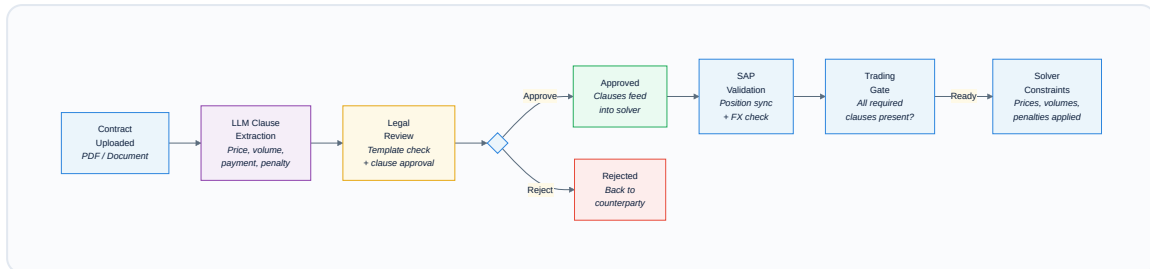 Contract
Uploaded
PDF / Document
LLM Clause
Extraction
Price, volume,
payment, penalty
Legal
Review
Template check
+ clause approval
Approve
Reject
Approved
Clauses feed
into solver
Rejected
Back to
counterparty
SAP
Validation
Position sync
+ FX check
Trading
Gate
All required
clauses present?
Ready
Solver
Constraints
Prices, volumes,
penalties applied